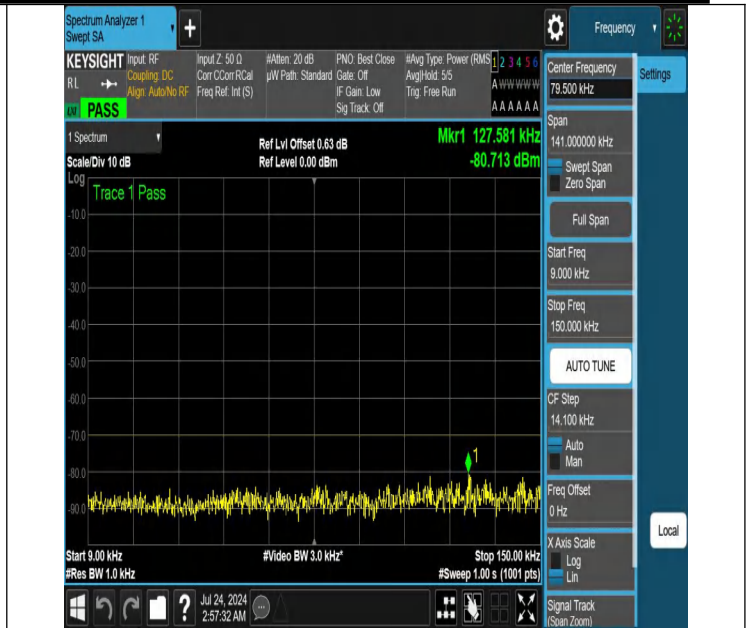 Spectrum Analyzer 1
Swept SA
+
Frequency
KEYSIGHT
RL
PASS
Input: RF
Coupling: DC
Align: Auto/No RF
Input Z: 50 Ω
Corr CCorr RCal
Freq Ref: Int (S)
#Atten: 20 dB
µW Path: Standard
PNO: Best Close
Gate: Off
IF Gain: Low
Sig Track: Off
#Avg Type: Power (RMS
Avg|Hold: 5/5
Trig: Free Run
1 2 3 4 5 6
A W W W W W
A A A A A A
1 Spectrum
Scale/Div 10 dB
Ref Lvl Offset 0.63 dB
Ref Level 0.00 dBm
Mkr1 127.581 kHz
-80.713 dBm
Log
Trace 1 Pass
-10.0
-20.0
-30.0
-40.0
-50.0
-60.0
-70.0
-80.0
-90.0
1
Start 9.00 kHz
#Video BW 3.0 kHz*
Stop 150.00 kHz
#Res BW 1.0 kHz
#Sweep 1.00 s (1001 pts)
?
Jul 24, 2024
2:57:32 AM
Center Frequency
79.500 kHz
Settings
Span
141.000000 kHz
Swept Span
Zero Span
Full Span
Start Freq
9.000 kHz
Stop Freq
150.000 kHz
AUTO TUNE
CF Step
14.100 kHz
Auto
Man
Freq Offset
0 Hz
X Axis Scale
Log
Lin
Local
Signal Track
(Span Zoom)